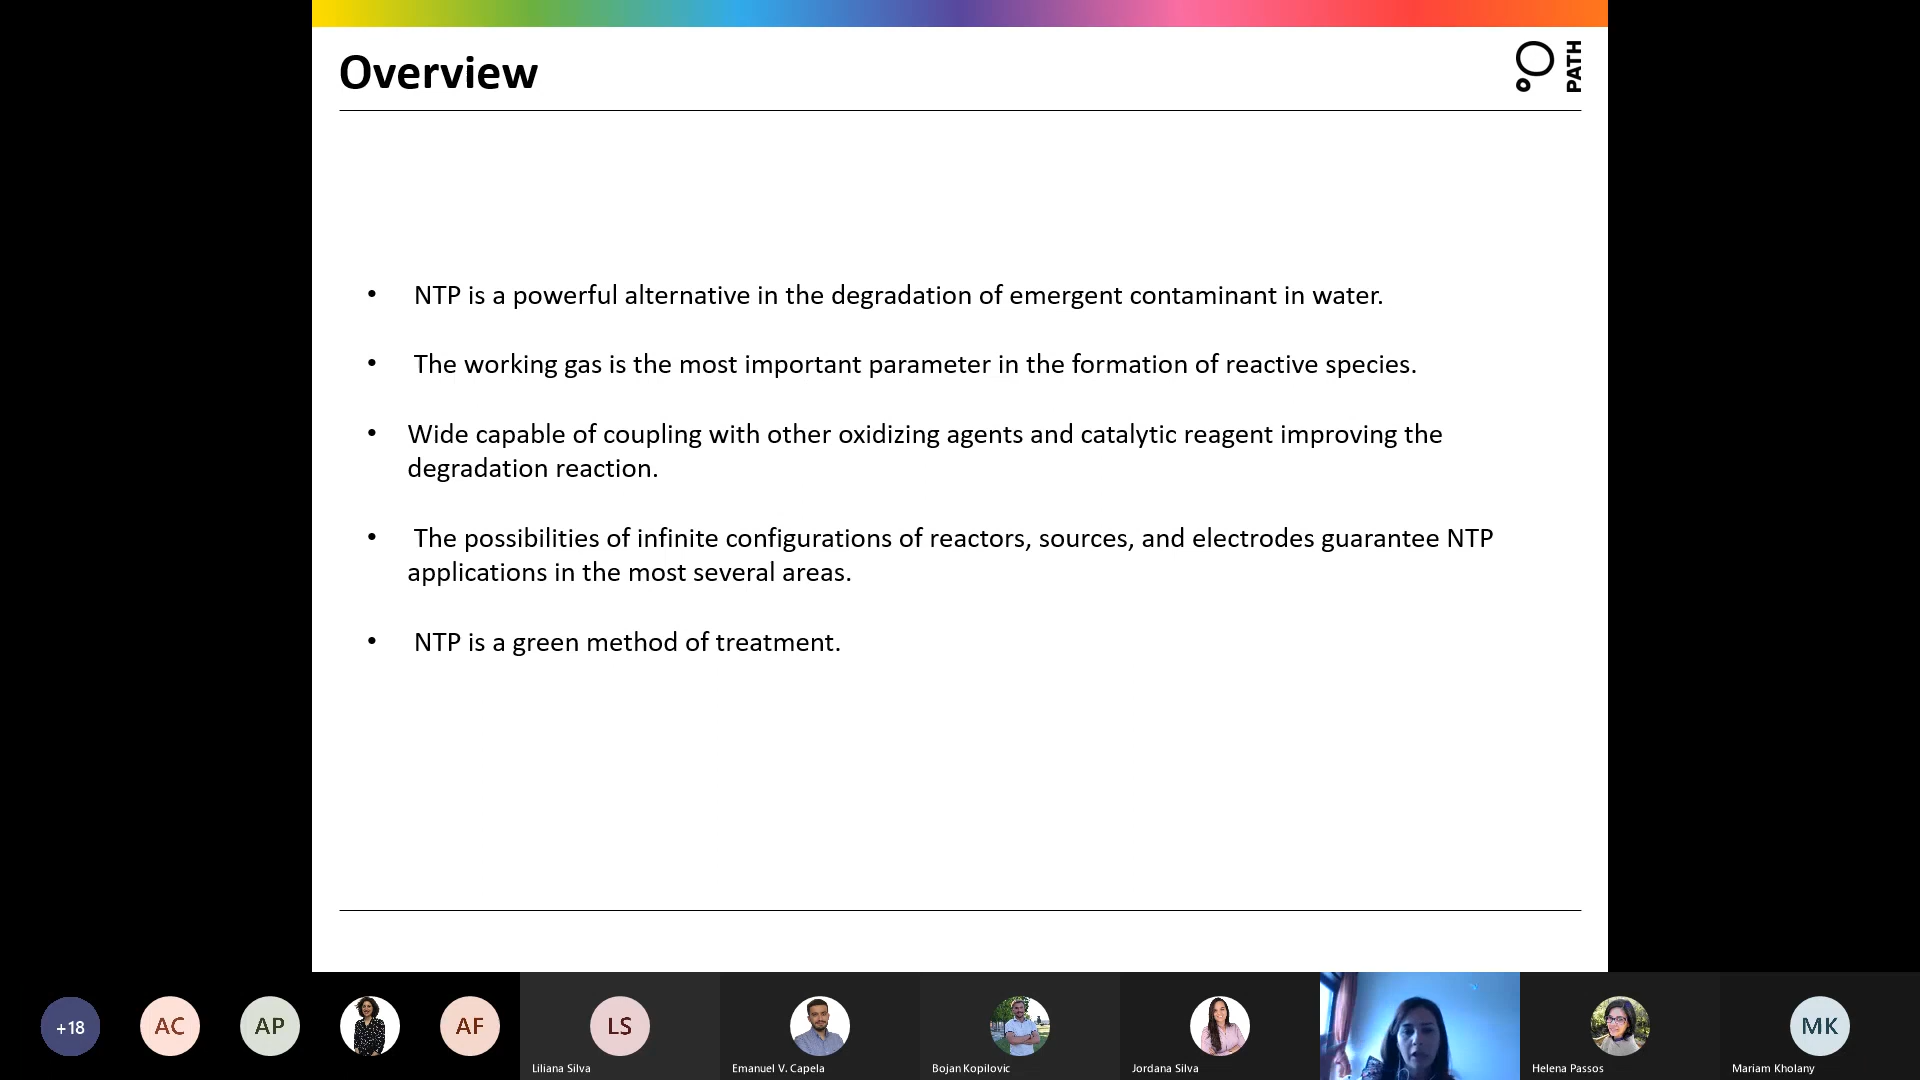 Overview
PATH
• NTP is a powerful alternative in the degradation of emergent contaminant in water.
• The working gas is the most important parameter in the formation of reactive species.
• Wide capable of coupling with other oxidizing agents and catalytic reagent improving the
degradation reaction.
• The possibilities of infinite configurations of reactors, sources, and electrodes guarantee NTP
applications in the most several areas.
• NTP is a green method of treatment.
+18
AC
AP
AF
LS
MK
Liliana Silva
Emanuel V. Capela
Bojan Kopilovic
Jordana Silva
Helena Passos
Mariam Kholany